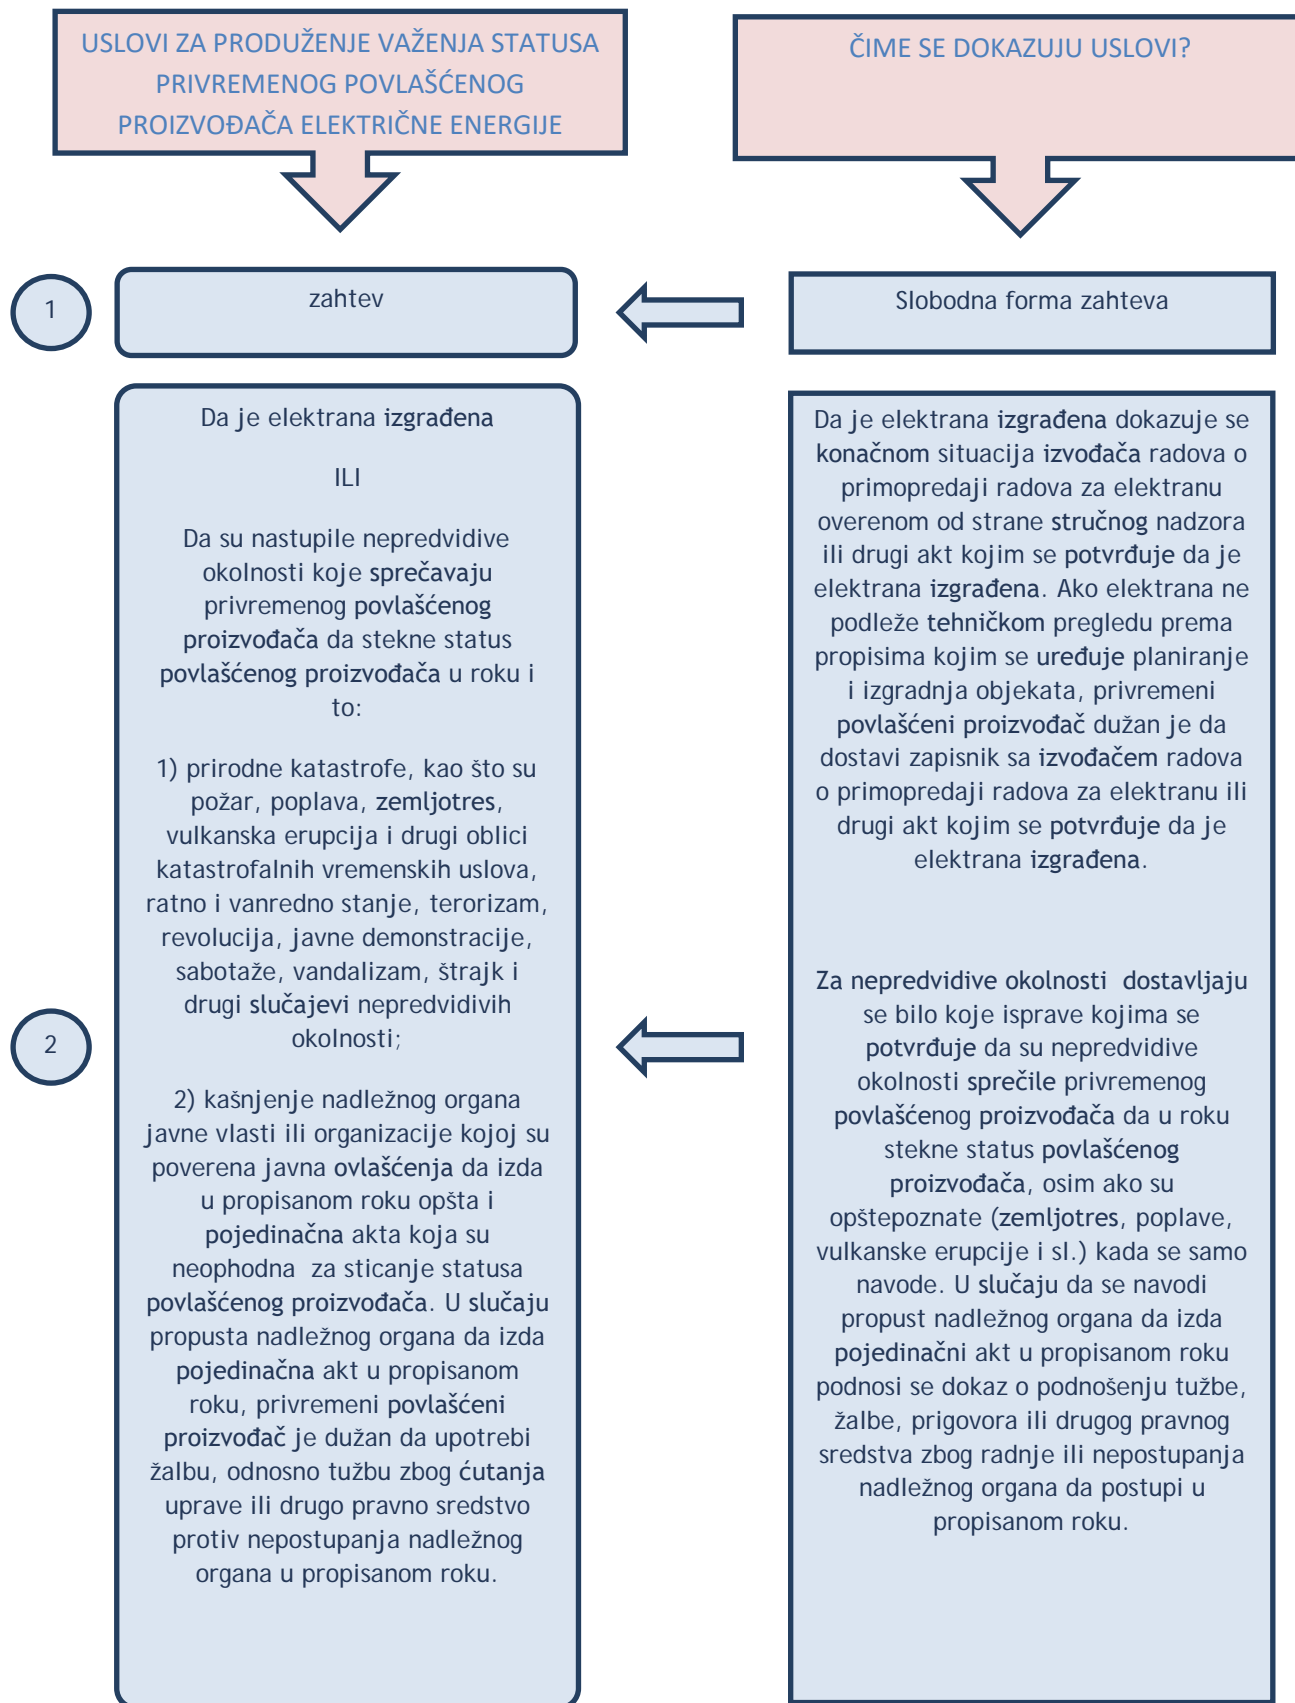 USLOVI ZA PRODUŽENJE VAŽENJA STATUSA
PRIVREMENOG POVLAŠĆENOG
PROIZVOĐAČA ELEKTRIČNE ENERGIJE
ČIME SE DOKAZUJU USLOVI?
1
zahtev
Slobodna forma zahteva
2
Da je elektrana izgrađena
ILI
Da su nastupile nepredvidive
okolnosti koje sprečavaju
privremenog povlašćenog
proizvođača da stekne status
povlašćenog proizvođača u roku i
to:
1) prirodne katastrofe, kao što su
požar, poplava, zemljotres,
vulkanska erupcija i drugi oblici
katastrofalnih vremenskih uslova,
ratno i vanredno stanje, terorizam,
revolucija, javne demonstracije,
sabotaže, vandalizam, štrajk i
drugi slučajevi nepredvidivih
okolnosti;
2) kašnjenje nadležnog organa
javne vlasti ili organizacije kojoj su
poverena javna ovlašćenja da izda
u propisanom roku opšta i
pojedinačna akta koja su
neophodna  za sticanje statusa
povlašćenog proizvođača. U slučaju
propusta nadležnog organa da izda
pojedinačna akt u propisanom
roku, privremeni povlašćeni
proizvođač je dužan da upotrebi
žalbu, odnosno tužbu zbog ćutanja
uprave ili drugo pravno sredstvo
protiv nepostupanja nadležnog
organa u propisanom roku.
Da je elektrana izgrađena dokazuje se
konačnom situacija izvođača radova o
primopredaji radova za elektranu
overenom od strane stručnog nadzora
ili drugi akt kojim se potvrđuje da je
elektrana izgrađena. Ako elektrana ne
podleže tehničkom pregledu prema
propisima kojim se uređuje planiranje
i izgradnja objekata, privremeni
povlašćeni proizvođač dužan je da
dostavi zapisnik sa izvođačem radova
o primopredaji radova za elektranu ili
drugi akt kojim se potvrđuje da je
elektrana izgrađena.
Za nepredvidive okolnosti  dostavljaju
se bilo koje isprave kojima se
potvrđuje da su nepredvidive
okolnosti sprečile privremenog
povlašćenog proizvođača da u roku
stekne status povlašćenog
proizvođača, osim ako su
opštepoznate (zemljotres, poplave,
vulkanske erupcije i sl.) kada se samo
navode. U slučaju da se navodi
propust nadležnog organa da izda
pojedinačni akt u propisanom roku
podnosi se dokaz o podnošenju tužbe,
žalbe, prigovora ili drugog pravnog
sredstva zbog radnje ili nepostupanja
nadležnog organa da postupi u
propisanom roku.